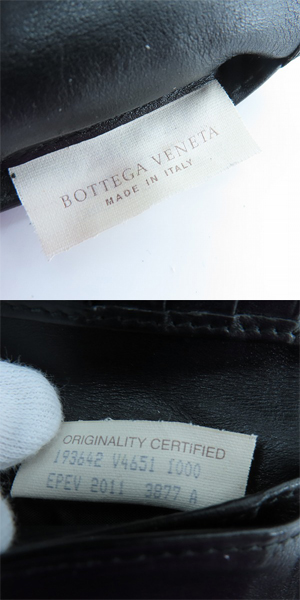 BOTTEGA VENETA
MADE IN ITALY
ORIGINALITY CERTIFIED
193642 V4651 1000
EPEV 2011 3877 A